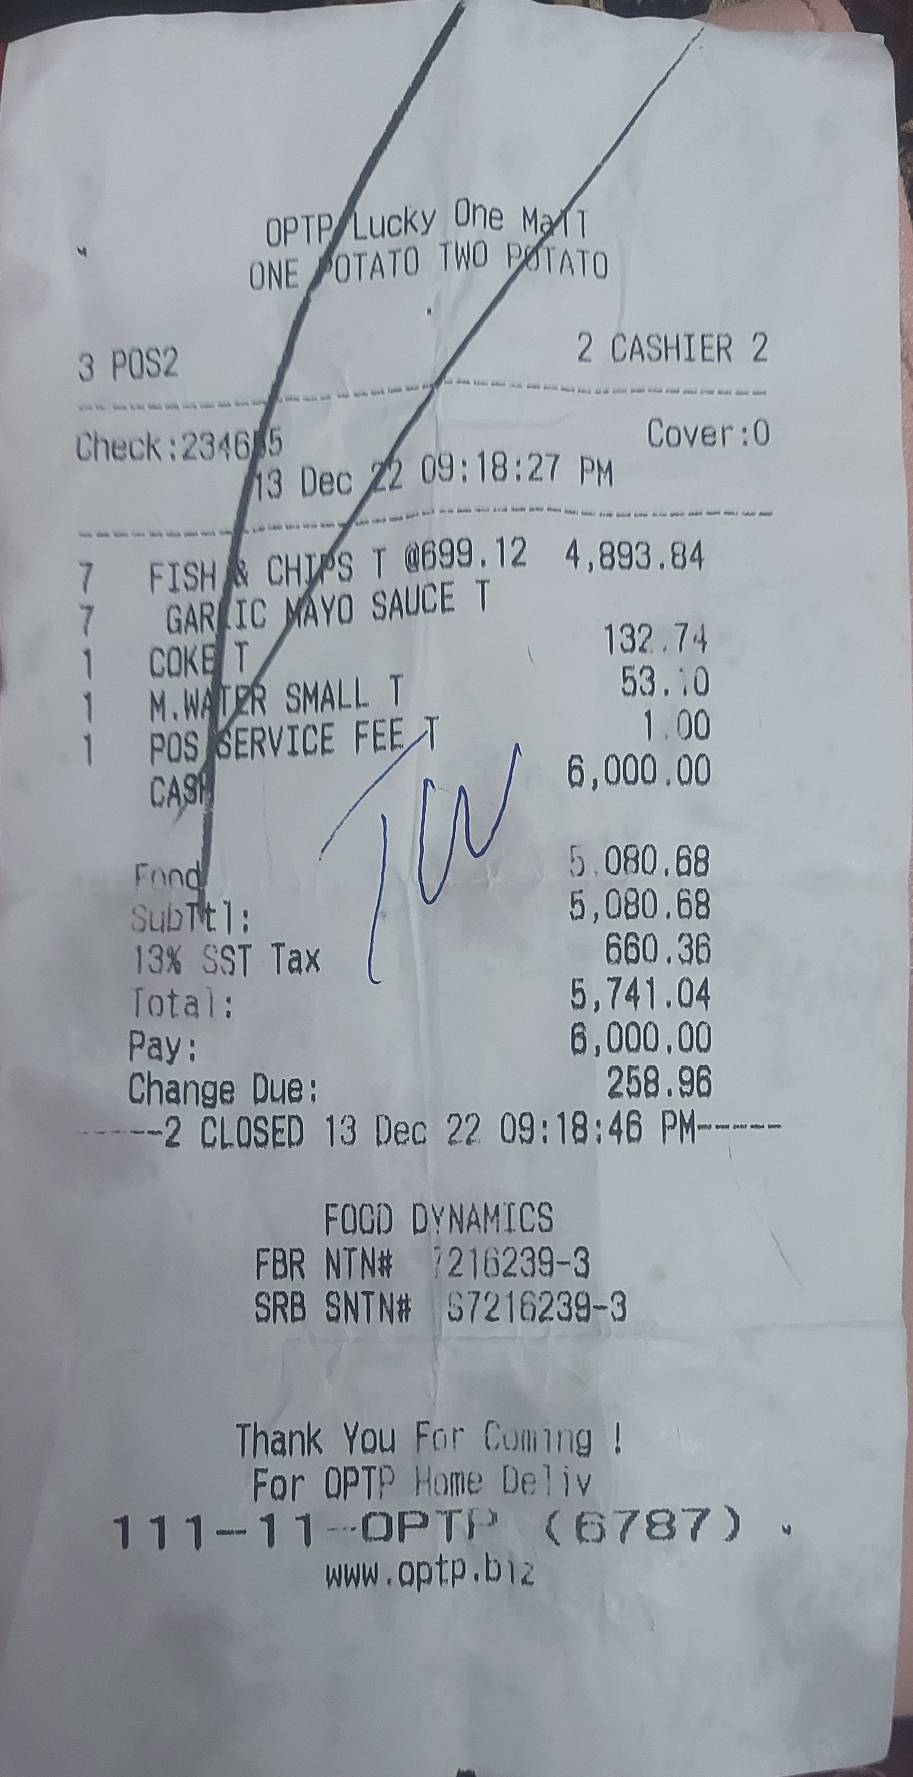 OPTP Lucky One Mall
ONE POTATO TWO POTATO
3 POS2 2 CASHIER 2
Check:234655 Cover:0
13 Dec 22 09:18:27 PM
7 FISH & CHIPS T @699.12 4,893.84
7 GARLIC MAYO SAUCE T
1 COKE T 132.74
1 M.WATER SMALL T 53.10
1 POS SERVICE FEE T 1.00
CASH 6,000.00
Food 5,080.68
SubTtl: 5,080.68
13% SST Tax 660.36
Total: 5,741.04
Pay: 6,000.00
Change Due: 258.96
-----2 CLOSED 13 Dec 22 09:18:46 PM-----
FOOD DYNAMICS
FBR NTN# 7216239-3
SRB SNTN# S7216239-3
Thank You For Coming !
For OPTP Home Deliv
111-11-OPTP (6787)
www.optp.biz